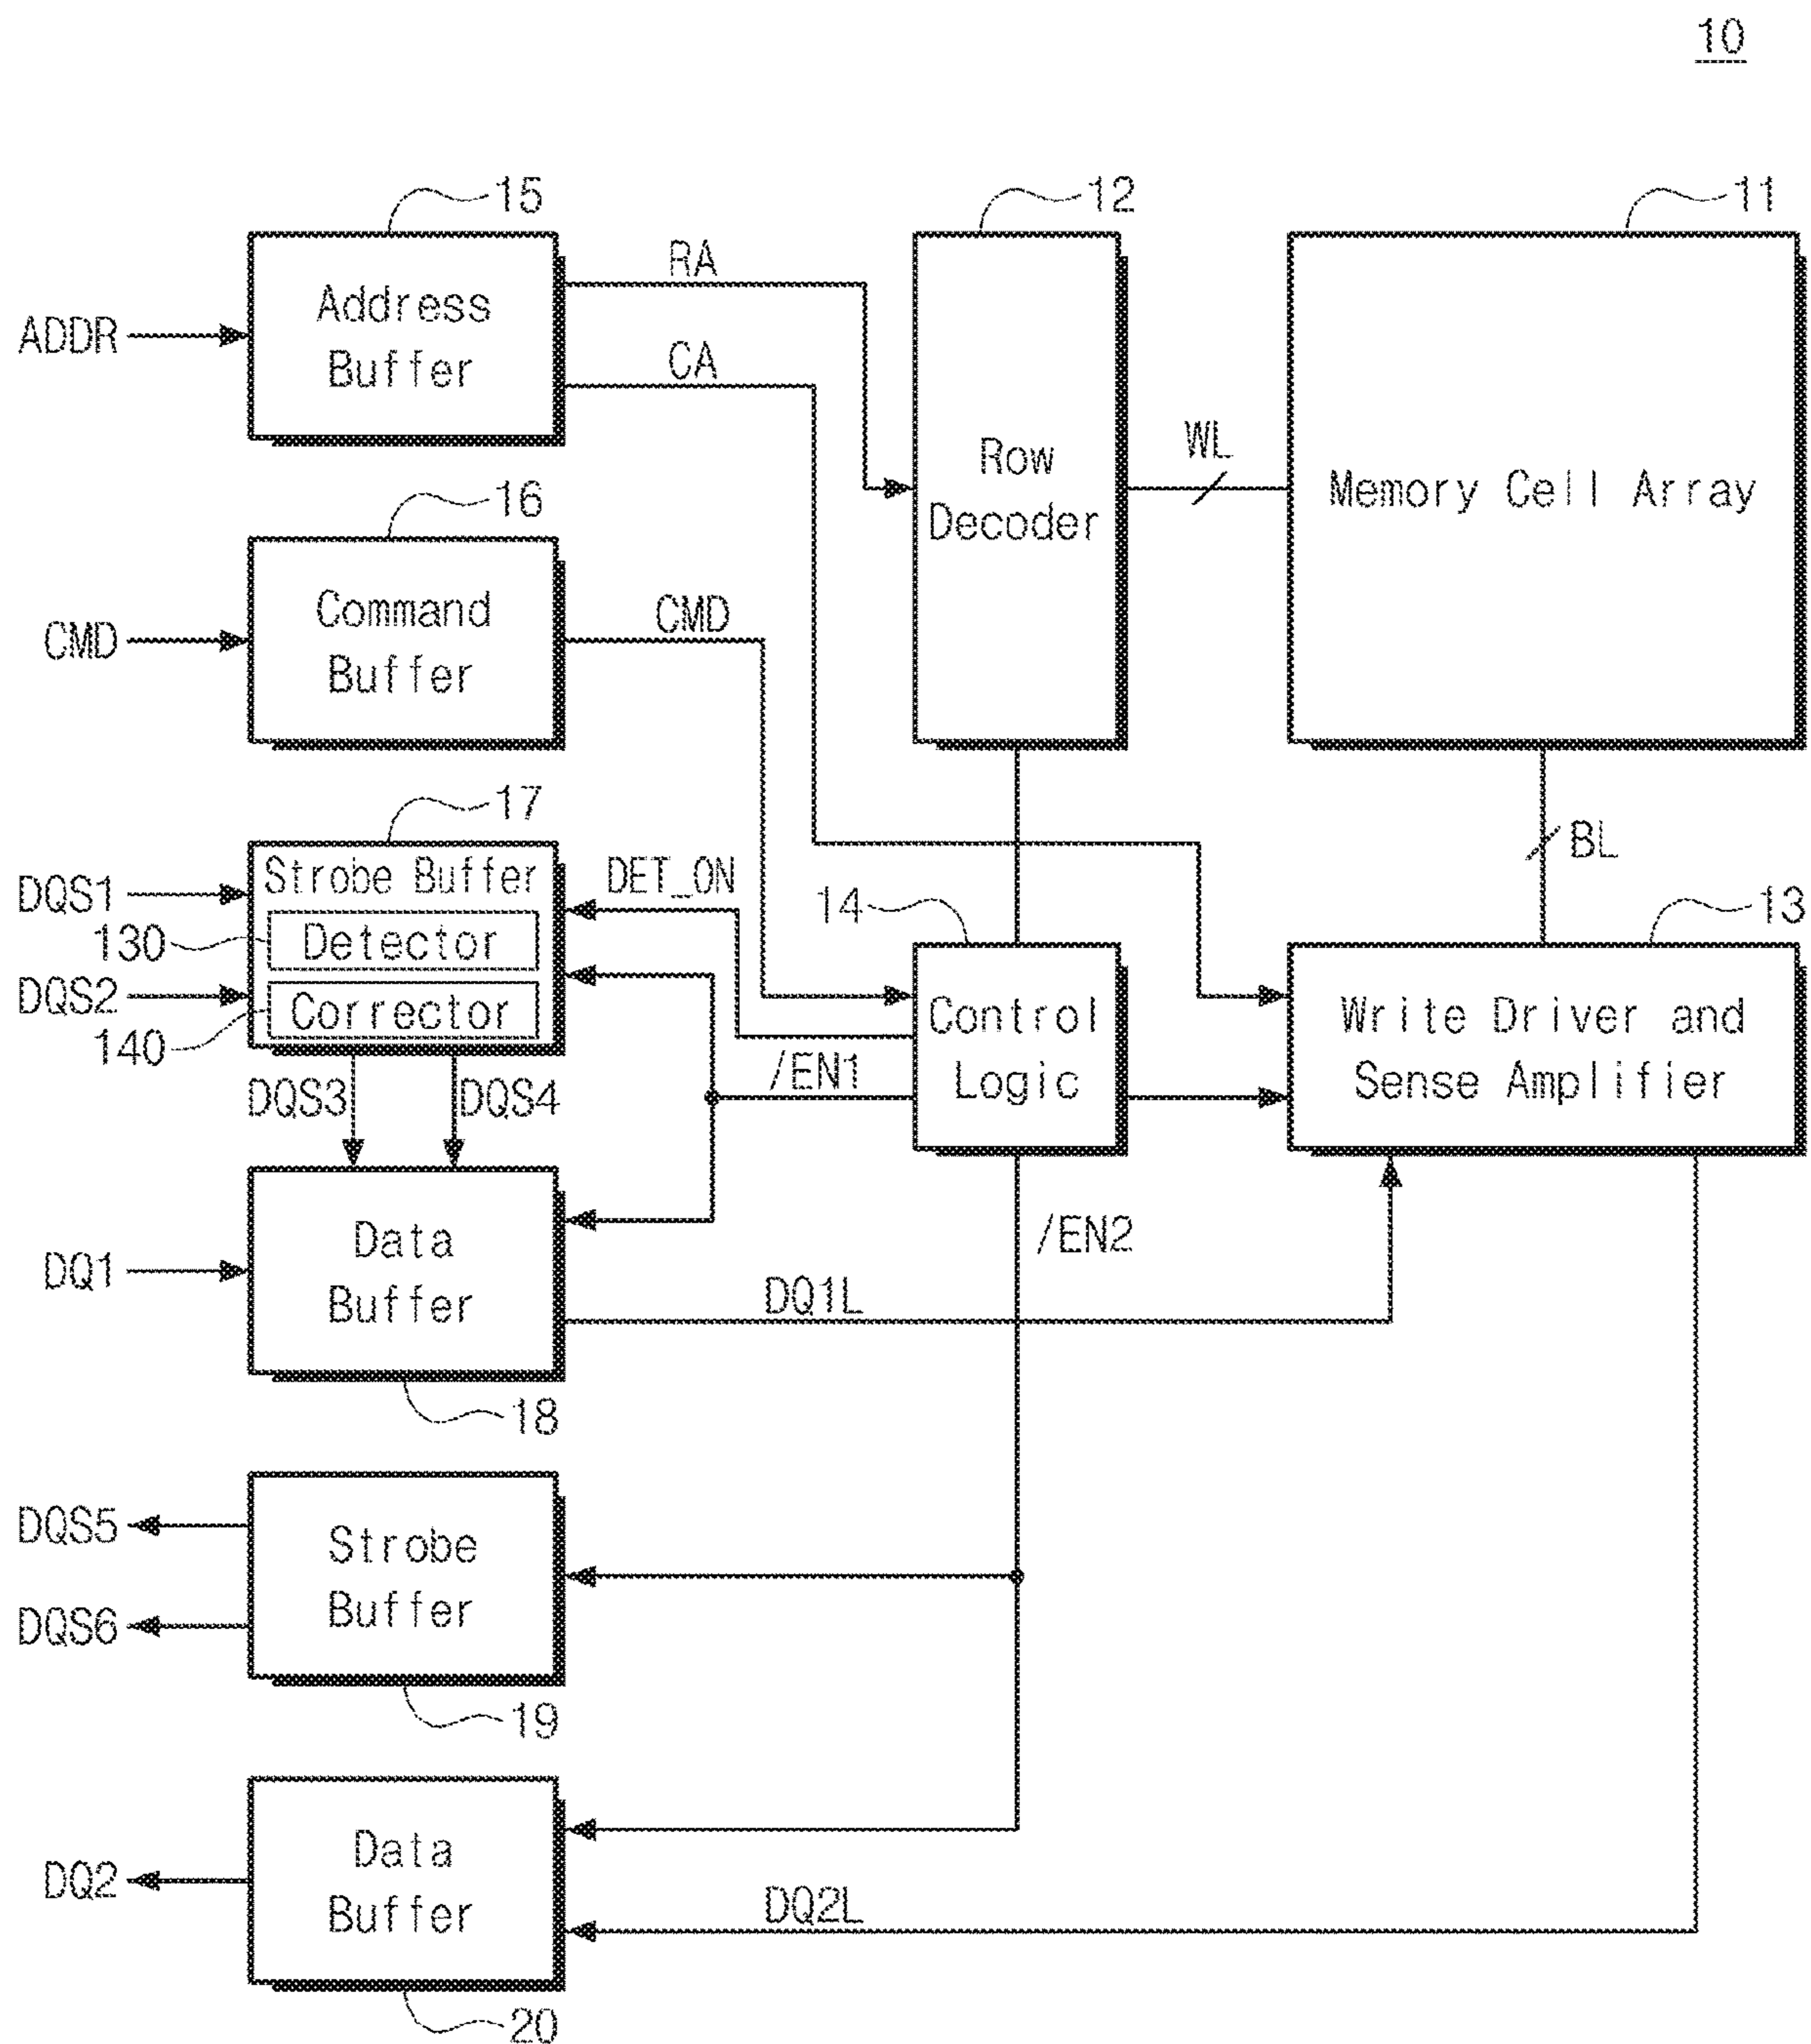 10
15
12
11
RA
Address
Buffer
ADDR
CA
Row
Decoder
WL
Memory Cell Array
16
Command
Buffer
CMD
CMD
17
Strobe Buffer
DQS1
DET_ON
BL
14
13
130
Detector
DQS2
Corrector
140
Control
Logic
Write Driver and
Sense Amplifier
/EN1
DQS3
DQS4
Data
Buffer
/EN2
DQ1
DQ1L
18
DQS5
Strobe
Buffer
DQS6
19
Data
Buffer
DQ2
DQ2L
20